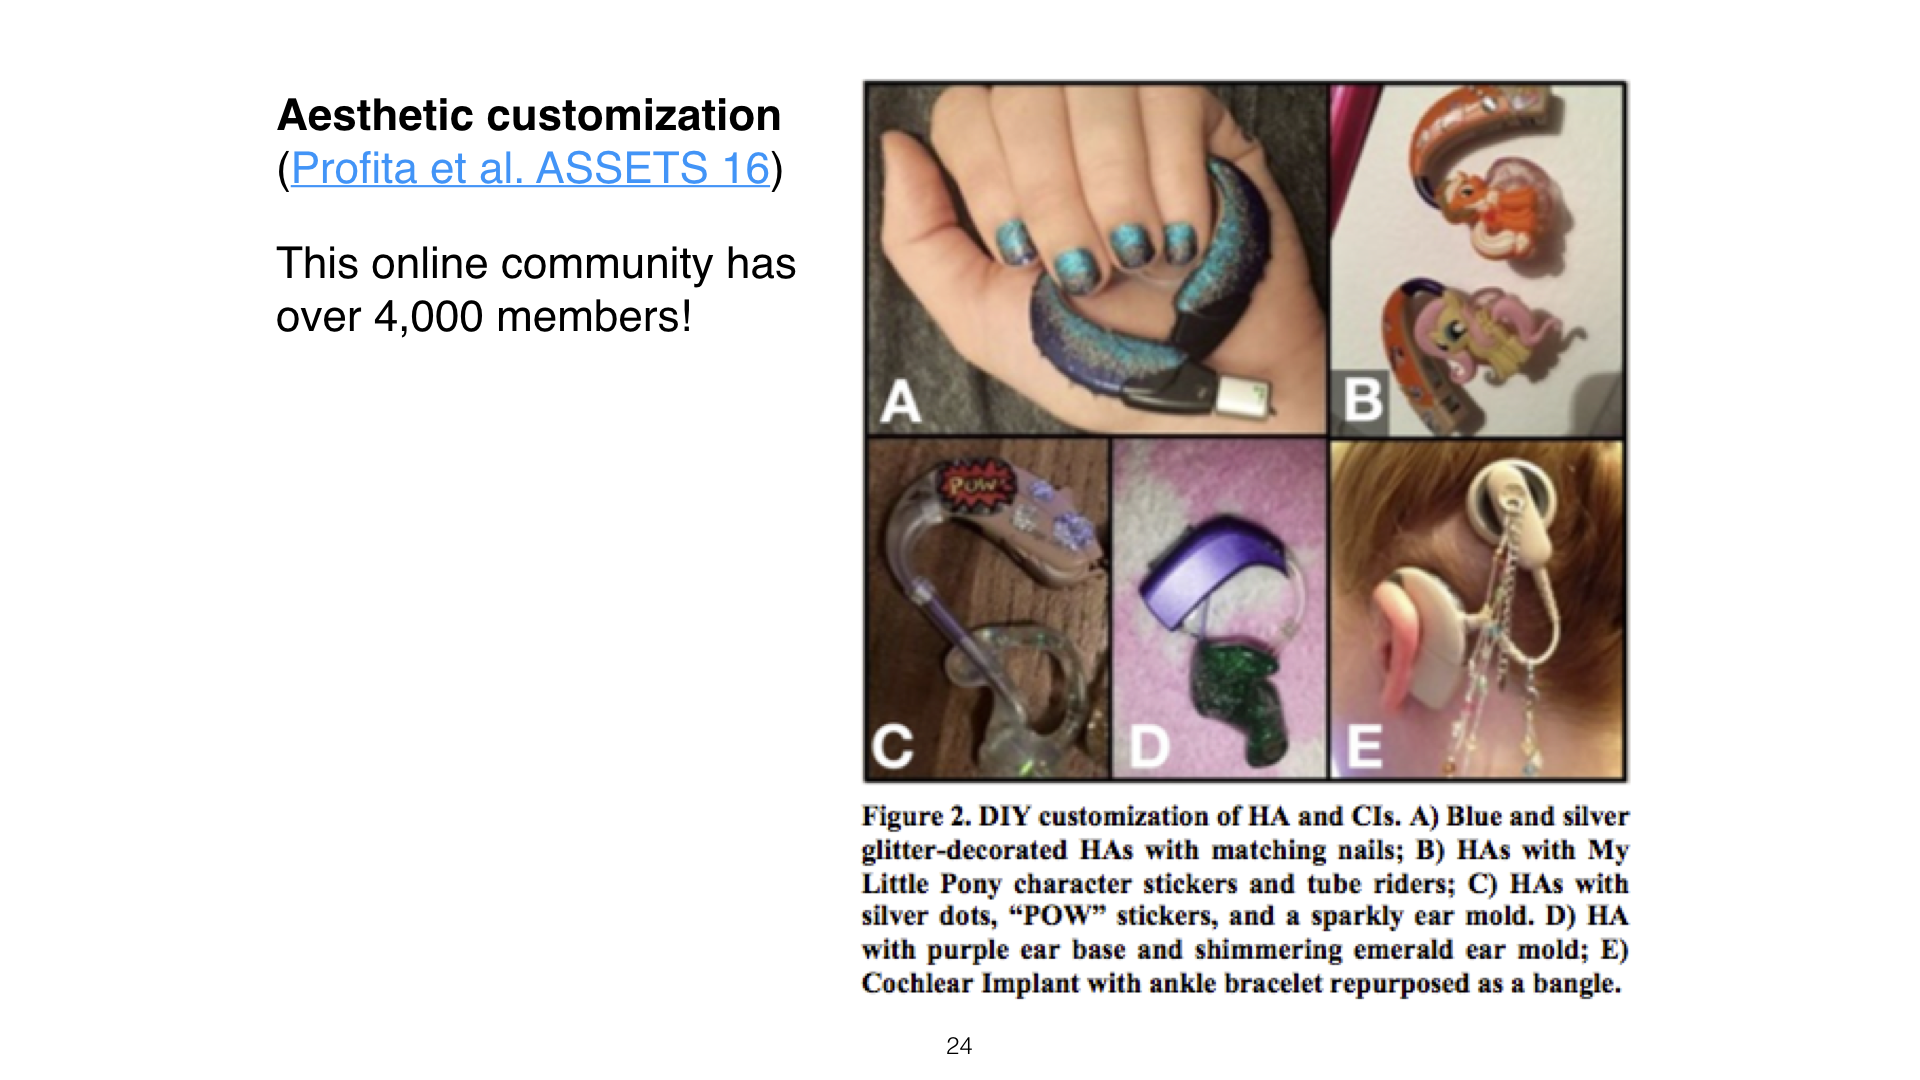 Aesthetic customization
(Profita et al. ASSETS 16)
This online community has
over 4,000 members!
A
B
POW
C
D
E
Figure 2. DIY customization of HA and CIs. A) Blue and silver
glitter-decorated HAs with matching nails; B) HAs with My
Little Pony character stickers and tube riders; C) HAs with
silver dots, “POW” stickers, and a sparkly ear mold. D) HA
with purple ear base and shimmering emerald ear mold; E)
Cochlear Implant with ankle bracelet repurposed as a bangle.
24